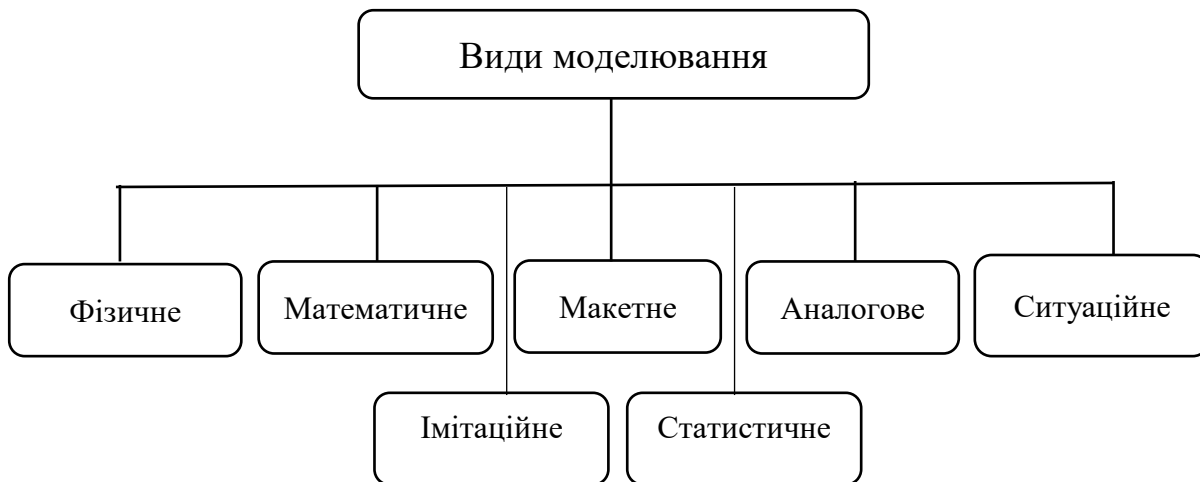 Види моделювання
Фізичне
Математичне
Макетне
Аналогове
Ситуаційне
Імітаційне
Статистичне